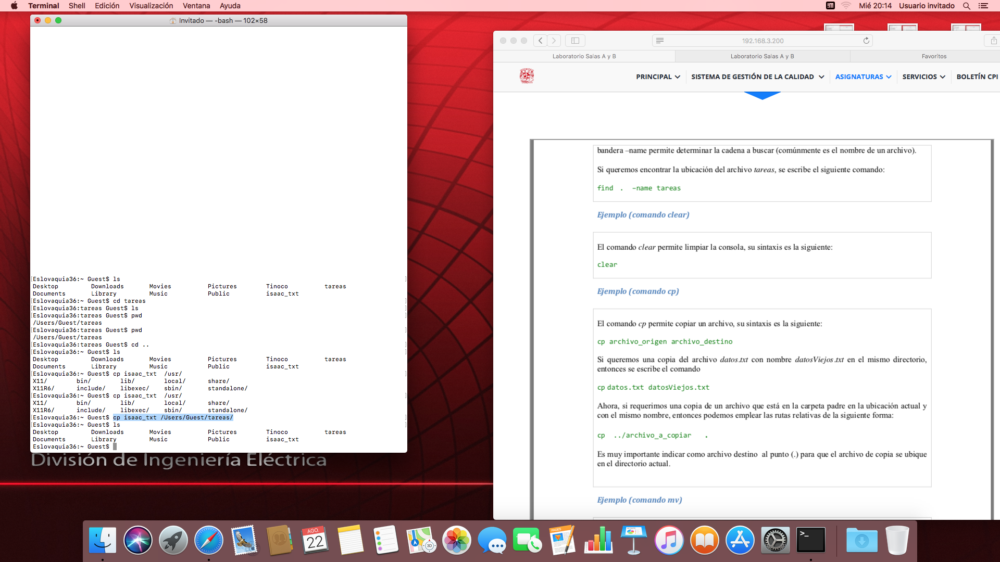 Terminal Shell Edición Visualización Ventana Ayuda
Mié 20:14 Usuario invitado
Invitado — -bash — 102×58
[Eslovaquia36:~ Guest$ ls ]
Desktop Downloads Movies Pictures Tinoco tareas
Documents Library Music Public isaac_txt
[Eslovaquia36:~ Guest$ cd tareas ]
[Eslovaquia36:tareas Guest$ ls ]
[Eslovaquia36:tareas Guest$ pwd ]
/Users/Guest/tareas
[Eslovaquia36:tareas Guest$ pwd ]
/Users/Guest/tareas
[Eslovaquia36:tareas Guest$ cd .. ]
[Eslovaquia36:~ Guest$ ls ]
Desktop Downloads Movies Pictures Tinoco tareas
Documents Library Music Public isaac_txt
[Eslovaquia36:~ Guest$ cp isaac_txt /usr/ ]
X11/ bin/ lib/ local/ share/
X11R6/ include/ libexec/ sbin/ standalone/
[Eslovaquia36:~ Guest$ cp isaac_txt /usr/ ]
X11/ bin/ lib/ local/ share/
X11R6/ include/ libexec/ sbin/ standalone/
[Eslovaquia36:~ Guest$ cp isaac_txt /Users/Guest/tareas/ ]
[Eslovaquia36:~ Guest$ ls ]
Desktop Downloads Movies Pictures Tinoco tareas
Documents Library Music Public isaac_txt
Eslovaquia36:~ Guest$
División de Ingeniería Eléctrica
192.168.3.200
Laboratorio Salas A y B Laboratorio Salas A y B Favoritos
PRINCIPAL SISTEMA DE GESTIÓN DE LA CALIDAD ASIGNATURAS SERVICIOS BOLETÍN CPI
bandera –name permite determinar la cadena a buscar (comúnmente es el nombre de un archivo).
Si queremos encontrar la ubicación del archivo tareas, se escribe el siguiente comando:
find . –name tareas
Ejemplo (comando clear)
El comando clear permite limpiar la consola, su sintaxis es la siguiente:
clear
Ejemplo (comando cp)
El comando cp permite copiar un archivo, su sintaxis es la siguiente:
cp archivo_origen archivo_destino
Si queremos una copia del archivo datos.txt con nombre datosViejos.txt en el mismo directorio,
entonces se escribe el comando
cp datos.txt datosViejos.txt
Ahora, si requerimos una copia de un archivo que está en la carpeta padre en la ubicación actual y
con el mismo nombre, entonces podemos emplear las rutas relativas de la siguiente forma:
cp ../archivo_a_copiar .
Es muy importante indicar como archivo destino al punto (.) para que el archivo de copia se ubique
en el directorio actual.
Ejemplo (comando mv)
AGO.
22
3D
PAGES
>_